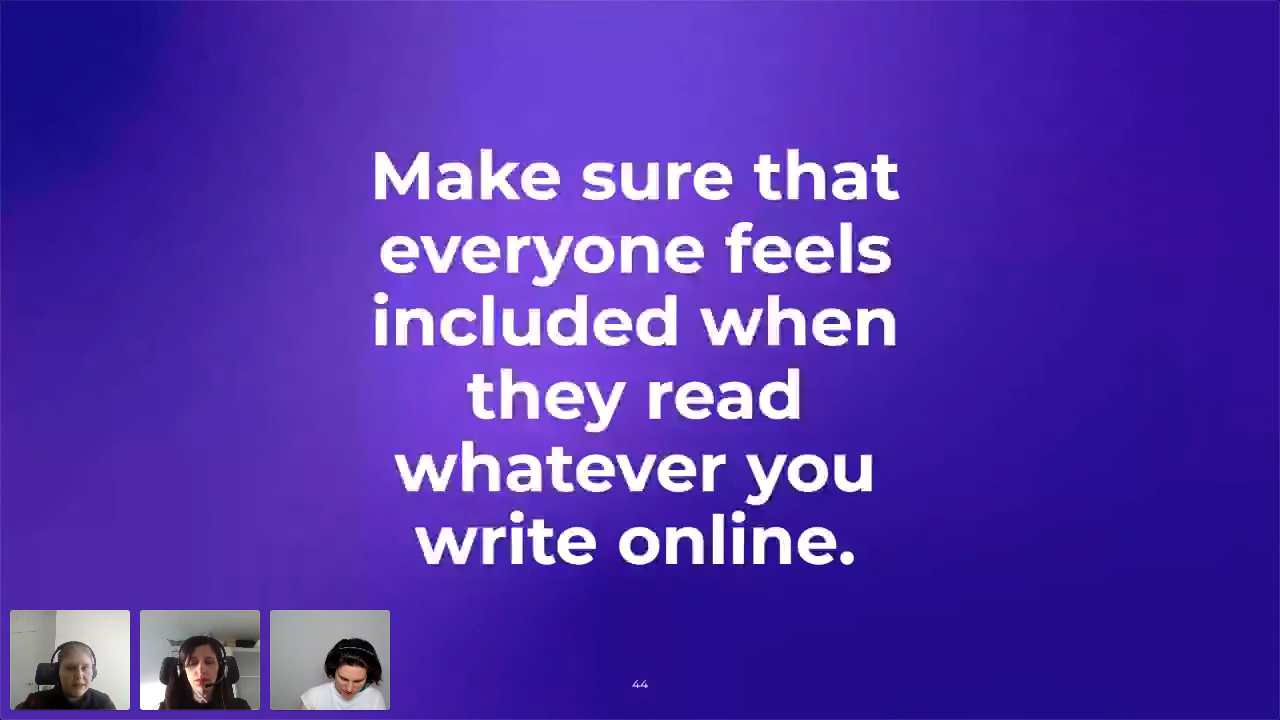 Make sure that
everyone feels
included when
they read
whatever you
write online.
44